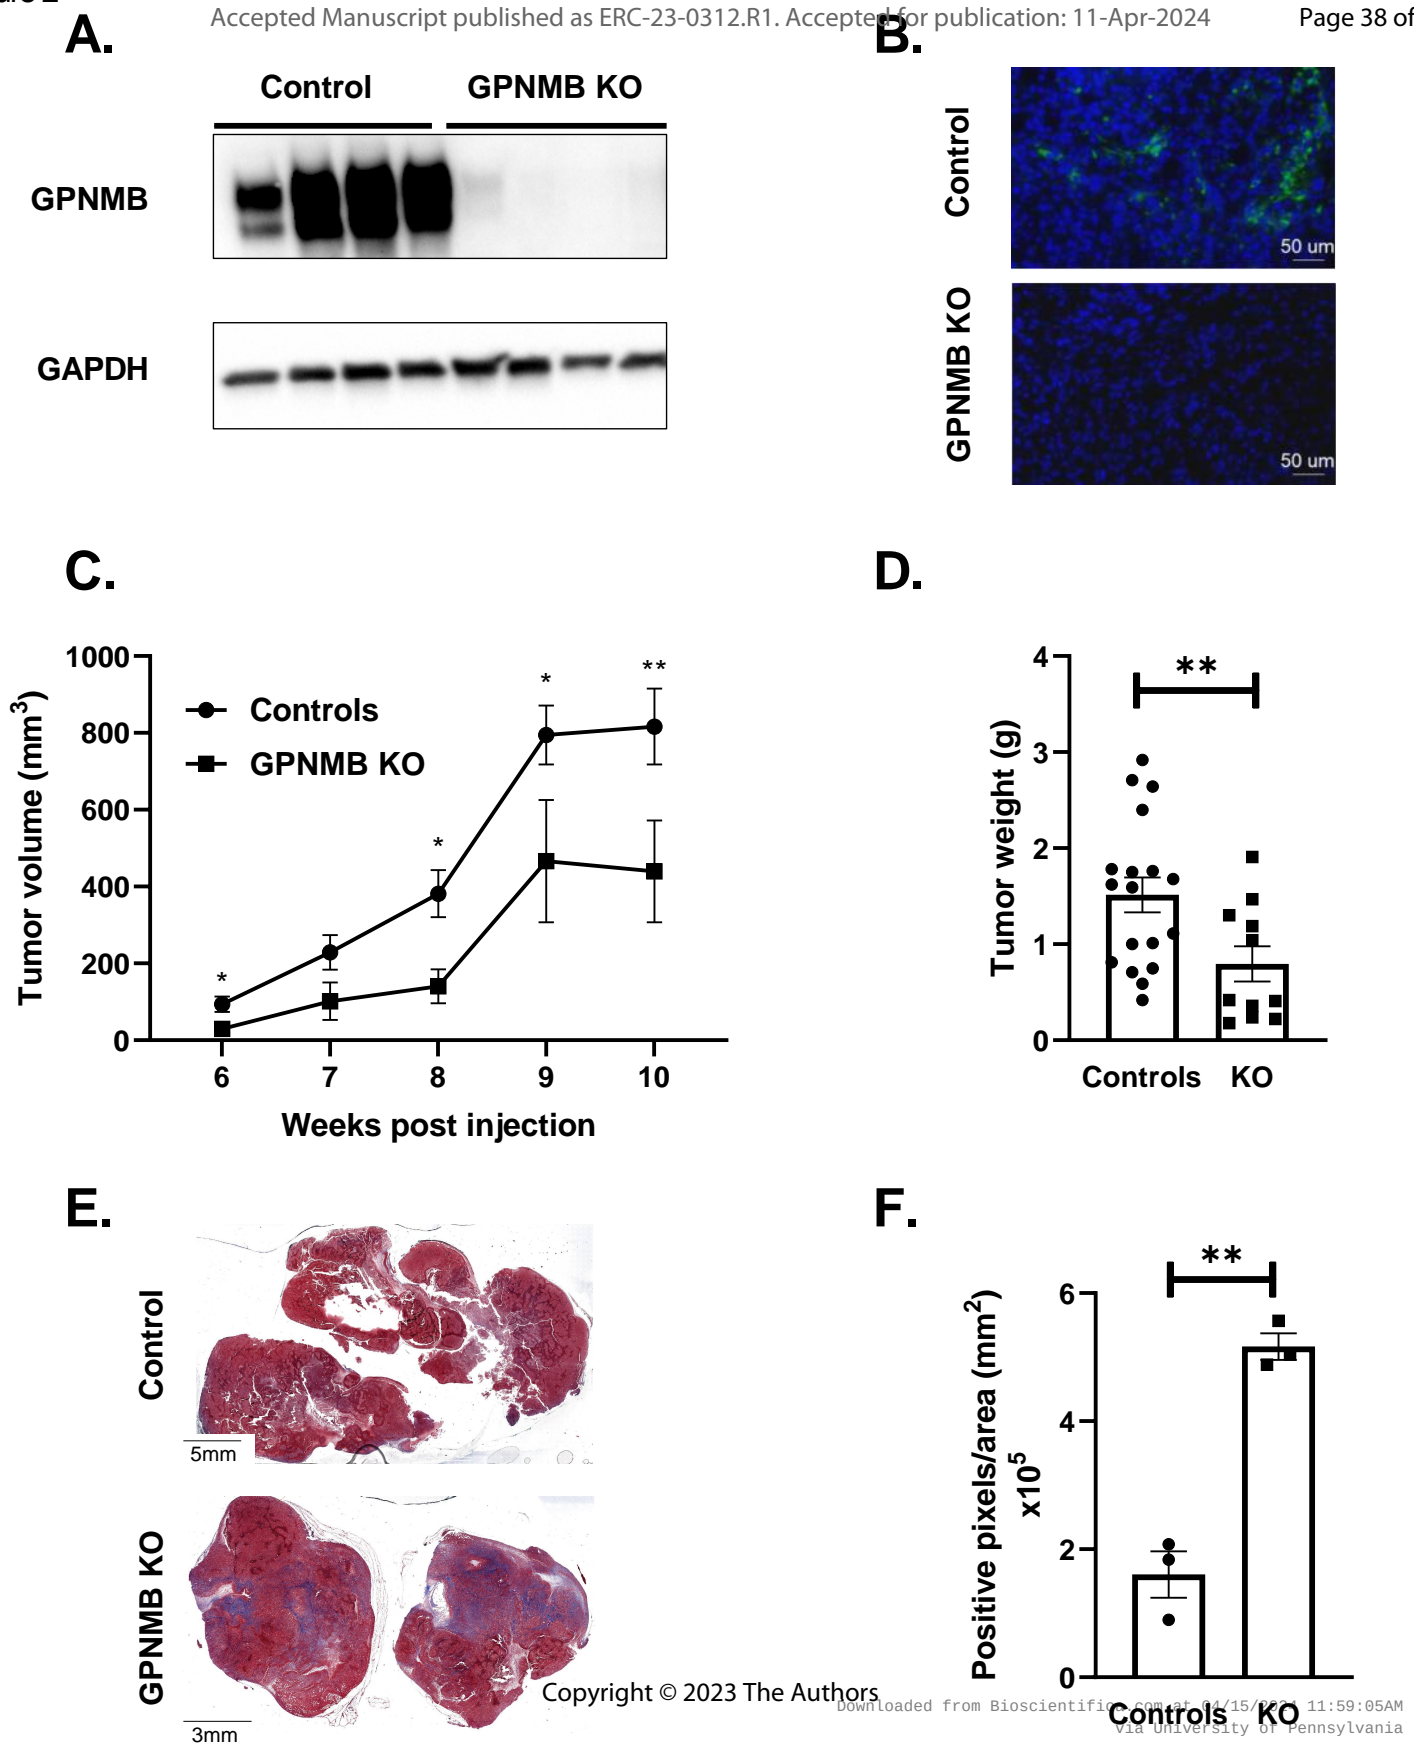 Accepted Manuscript published as ERC-23-0312.R1. Accepted for publication: 11-Apr-2024
Page 38 of
A.
B.
Control
GPNMB KO
GPNMB
GAPDH
Control
50 um
GPNMB KO
50 um
C.
D.
Tumor volume (mm3)
1000
800
600
400
200
0
Controls
GPNMB KO
*
*
*
**
6 7 8 9 10
Weeks post injection
Tumor weight (g)
4
3
2
1
0
**
Controls KO
E.
F.
Control
5mm
GPNMB KO
3mm
Positive pixels/area (mm2)
x105
6
4
2
0
**
Controls KO
Copyright © 2023 The Authors
Downloaded from Bioscientifica.com at 04/15/2024 11:59:05AM
via University of Pennsylvania